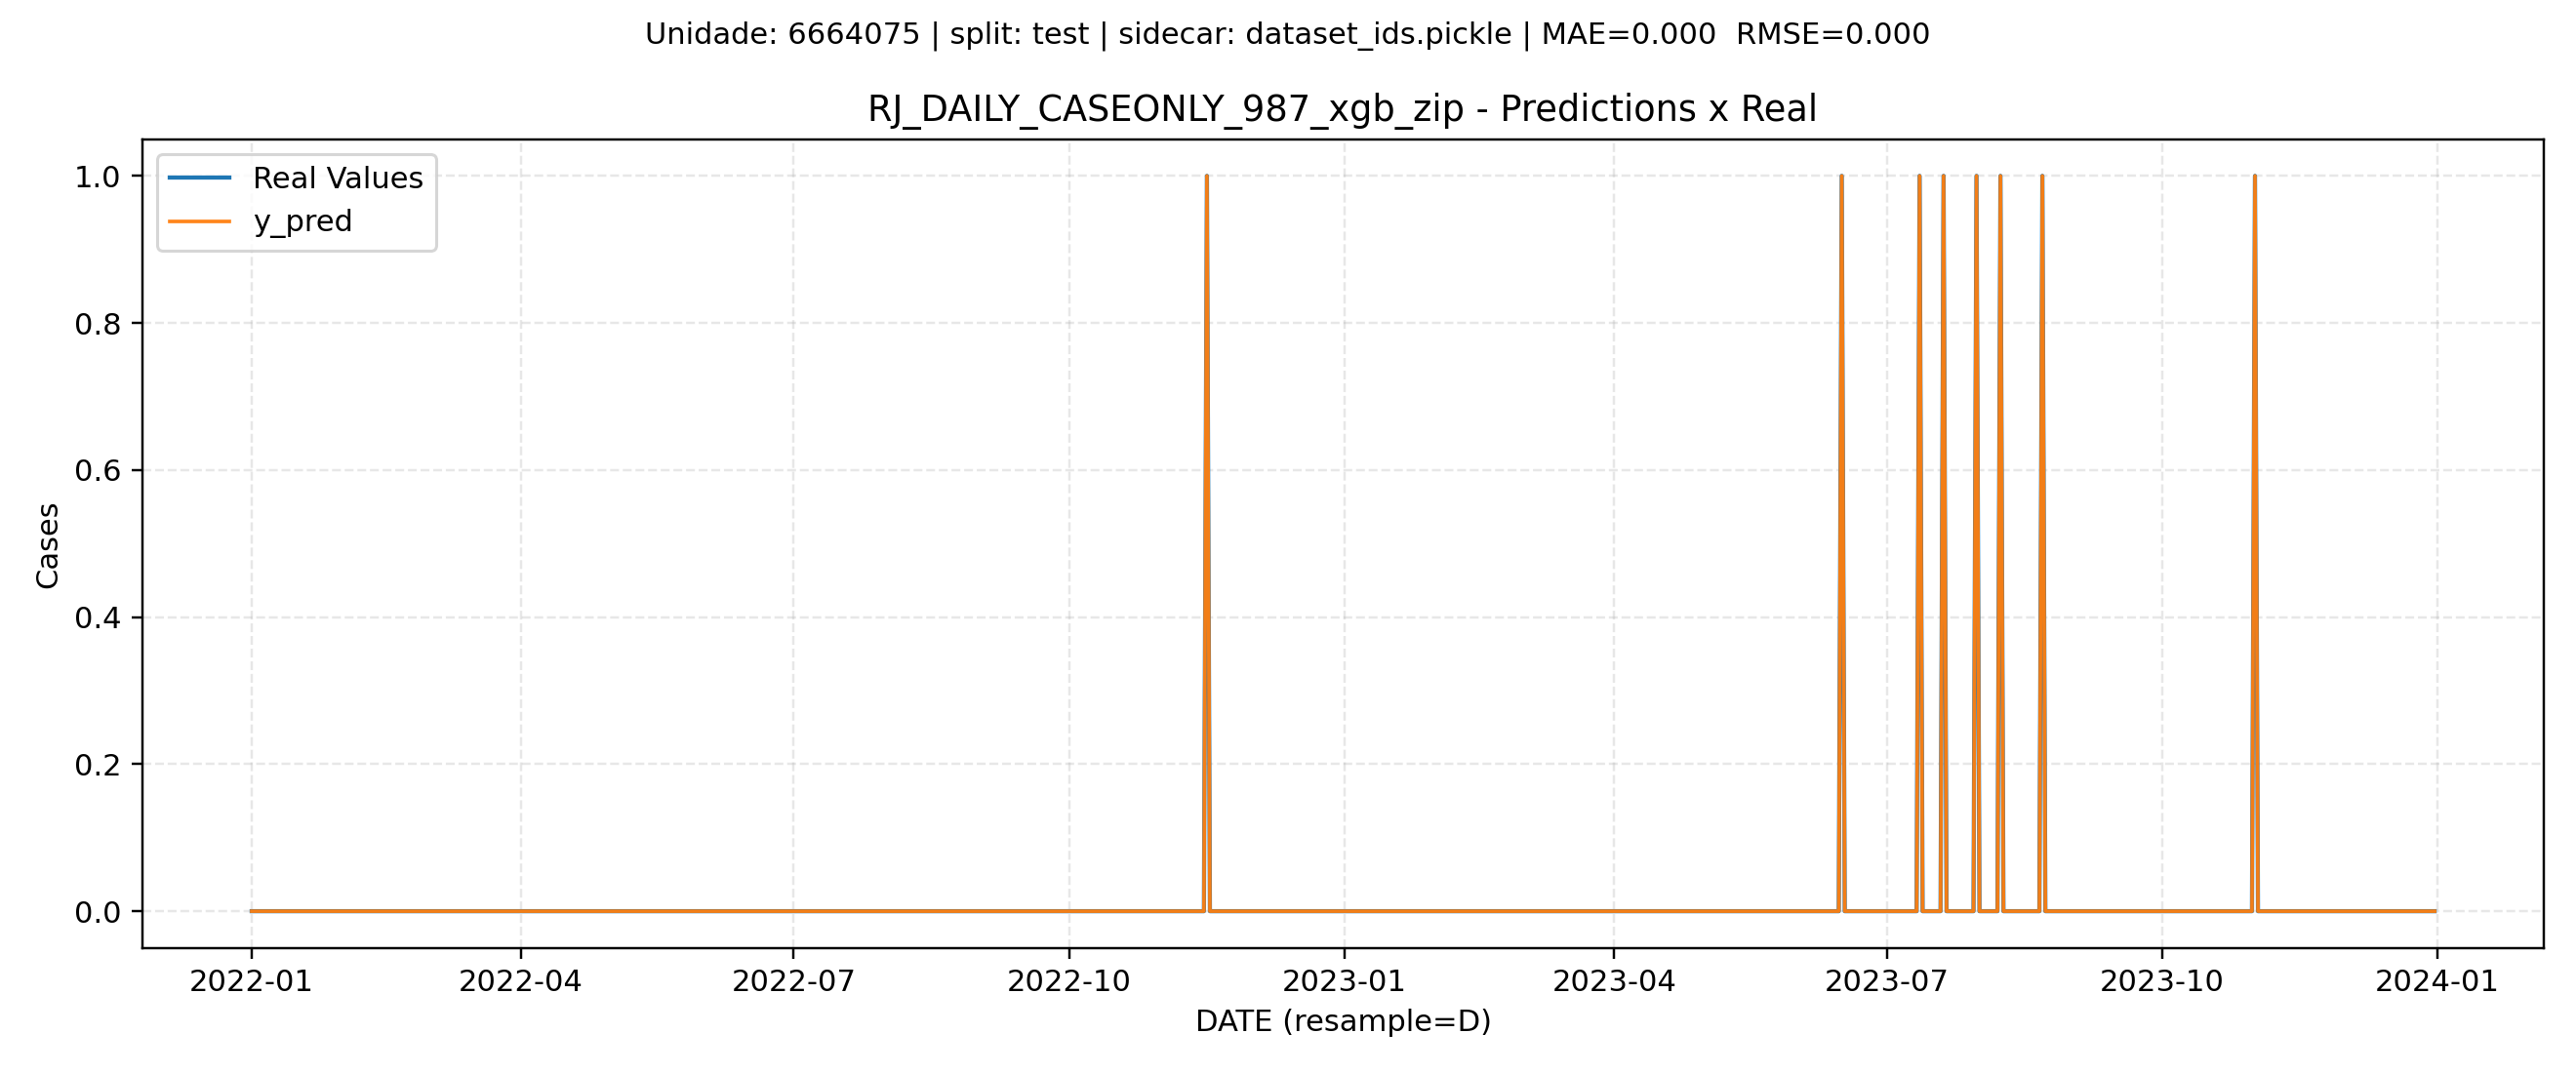 Unidade: 6664075 | split: test | sidecar: dataset_ids.pickle | MAE=0.000  RMSE=0.000
RJ_DAILY_CASEONLY_987_xgb_zip - Predictions x Real
Real Values
y_pred
1.0
0.8
0.6
0.4
0.2
0.0
Cases
2022-01 2022-04 2022-07 2022-10 2023-01 2023-04 2023-07 2023-10 2024-01
DATE (resample=D)